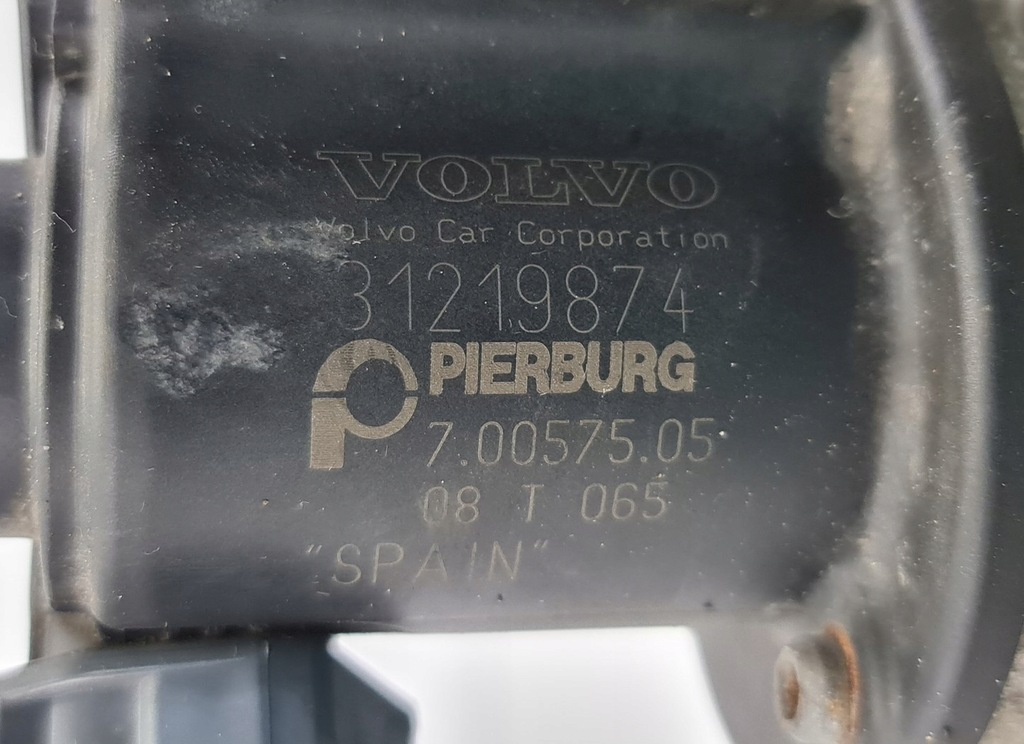 VOLVO
Volvo Car Corporation
31219874
PIERBURG
7.00575.05
08 T 065
"SPAIN"